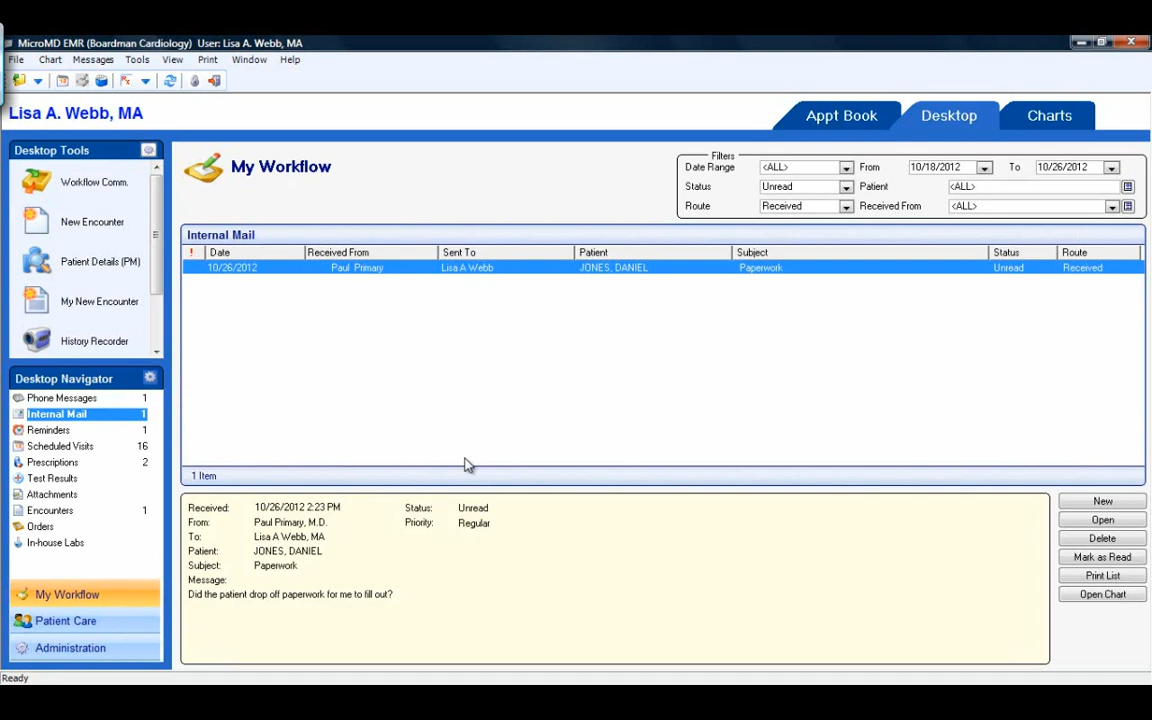 MicroMD EMR (Boardman Cardiology)  User: Lisa A. Webb, MA
File Chart Messages Tools View Print Window Help
Lisa A. Webb, MA
Appt Book Desktop Charts
Desktop Tools
Workflow Comm.
New Encounter
Patient Details (PM)
My New Encounter
History Recorder
My Workflow
Filters
Date Range <ALL> From 10/18/2012 To 10/26/2012
Status Unread Patient <ALL>
Route Received Received From <ALL>
Internal Mail
! Date Received From Sent To Patient Subject Status Route
10/26/2012 Paul Primary Lisa A Webb JONES, DANIEL Paperwork Unread Received
1 Item
Desktop Navigator
Phone Messages 1
Internal Mail 1
Reminders 1
Scheduled Visits 16
Prescriptions 2
Test Results
Attachments
Encounters 1
Orders
In-house Labs
My Workflow
Patient Care
Administration
Received: 10/26/2012 2:23 PM Status: Unread
From: Paul Primary, M.D. Priority: Regular
To: Lisa A Webb, MA
Patient: JONES, DANIEL
Subject: Paperwork
Message:
Did the patient drop off paperwork for me to fill out?
New
Open
Delete
Mark as Read
Print List
Open Chart
Ready